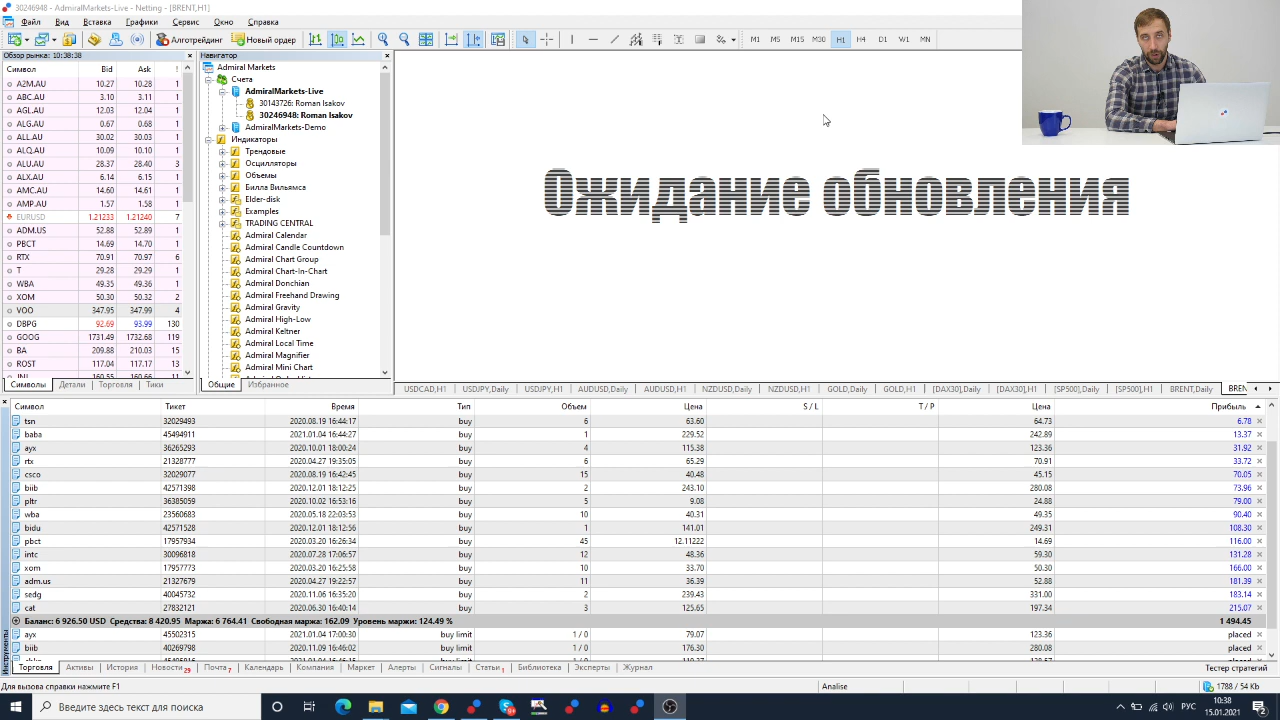 30246948 - AdmiralMarkets-Live - Netting - [BRENT,H1]
Файл Вид Вставка Графики Сервис Окно Справка
Алготрейдинг Новый ордер M1 M5 M15 M30 H1 H4 D1 W1 MN
Обзор рынка: 10:38:38
Символ Bid Ask !
A2M.AU 10.27 10.28 1
ABC.AU 3.10 3.11 1
AGL.AU 12.03 12.04 1
ALG.AU 0.67 0.68 1
ALL.AU 30.02 30.03 1
ALQ.AU 10.09 10.10 1
ALU.AU 28.37 28.40 3
ALX.AU 6.14 6.15 1
AMC.AU 14.60 14.61 1
AMP.AU 1.57 1.58 1
EURUSD 1.21233 1.21240 7
ADM.US 52.88 52.89 1
PBCT 14.69 14.70 1
RTX 70.91 70.97 6
T 29.28 29.29 1
WBA 49.35 49.36 1
XOM 50.30 50.32 2
VOO 347.95 347.99 4
DBPG 92.69 93.99 130
GOOG 1731.49 1732.68 119
BA 209.88 210.03 15
ROST 117.04 117.17 13
Символы Детали Торговля Тики
Навигатор
Admiral Markets
Счета
AdmiralMarkets-Live
30143726: Roman Isakov
30246948: Roman Isakov
AdmiralMarkets-Demo
Индикаторы
Трендовые
Осцилляторы
Объемы
Билла Вильямса
Elder-disk
Examples
TRADING CENTRAL
Admiral Calendar
Admiral Candle Countdown
Admiral Chart Group
Admiral Chart-In-Chart
Admiral Donchian
Admiral Freehand Drawing
Admiral Gravity
Admiral High-Low
Admiral Keltner
Admiral Local Time
Admiral Magnifier
Admiral Mini Chart
Общие Избранное
Ожидание обновления
USDCAD,H1 USDJPY,Daily USDJPY,H1 AUDUSD,Daily AUDUSD,H1 NZDUSD,Daily NZDUSD,H1 GOLD,Daily GOLD,H1 [DAX30],Daily [DAX30],H1 [SP500],Daily [SP500],H1 BRENT,Daily BREN
Символ Тикет Время Тип Объем Цена S / L T / P Цена Прибыль
tsn 32029493 2020.08.19 16:44:17 buy 6 63.60 64.73 6.78
baba 45494911 2021.01.04 16:44:27 buy 1 229.52 242.89 13.37
ayx 36265293 2020.10.01 18:00:24 buy 4 115.38 123.36 31.92
rtx 21328777 2020.04.27 19:35:05 buy 6 65.29 70.91 33.72
csco 32029077 2020.08.19 16:42:45 buy 15 40.48 45.15 70.05
biib 42571398 2020.12.01 18:12:25 buy 2 243.10 280.08 73.96
pltr 36385059 2020.10.02 16:53:16 buy 5 9.08 24.88 79.00
wba 23560683 2020.05.18 22:03:53 buy 10 40.31 49.35 90.40
bidu 42571528 2020.12.01 18:12:56 buy 1 141.01 249.31 108.30
pbct 17957934 2020.03.20 16:26:34 buy 45 12.11222 14.69 116.00
intc 30096818 2020.07.28 17:06:57 buy 12 48.36 59.30 131.28
xom 17957773 2020.03.20 16:25:58 buy 10 33.70 50.30 166.00
adm.us 21327679 2020.04.27 19:22:57 buy 11 36.39 52.88 181.39
sedg 40045732 2020.11.06 16:35:20 buy 2 239.43 331.00 183.14
cat 27832121 2020.06.30 16:40:14 buy 3 125.65 197.34 215.07
Баланс: 6 926.50 USD Средства: 8 420.95 Маржа: 6 764.41 Свободная маржа: 162.09 Уровень маржи: 124.49 % 1 494.45
ayx 45502315 2021.01.04 17:00:30 buy limit 1 / 0 79.07 123.36 placed
biib 40269798 2020.11.09 16:46:02 buy limit 1 / 0 176.30 280.08 placed
Инструменты
Торговля Активы История Новости 29 Почта 7 Календарь Компания Маркет Алерты Сигналы Статьи 1 Библиотека Эксперты Журнал Тестер стратегий
Для вызова справки нажмите F1 Analise 1788 / 54 Kb
Введите здесь текст для поиска РУС 10:38
15.01.2021